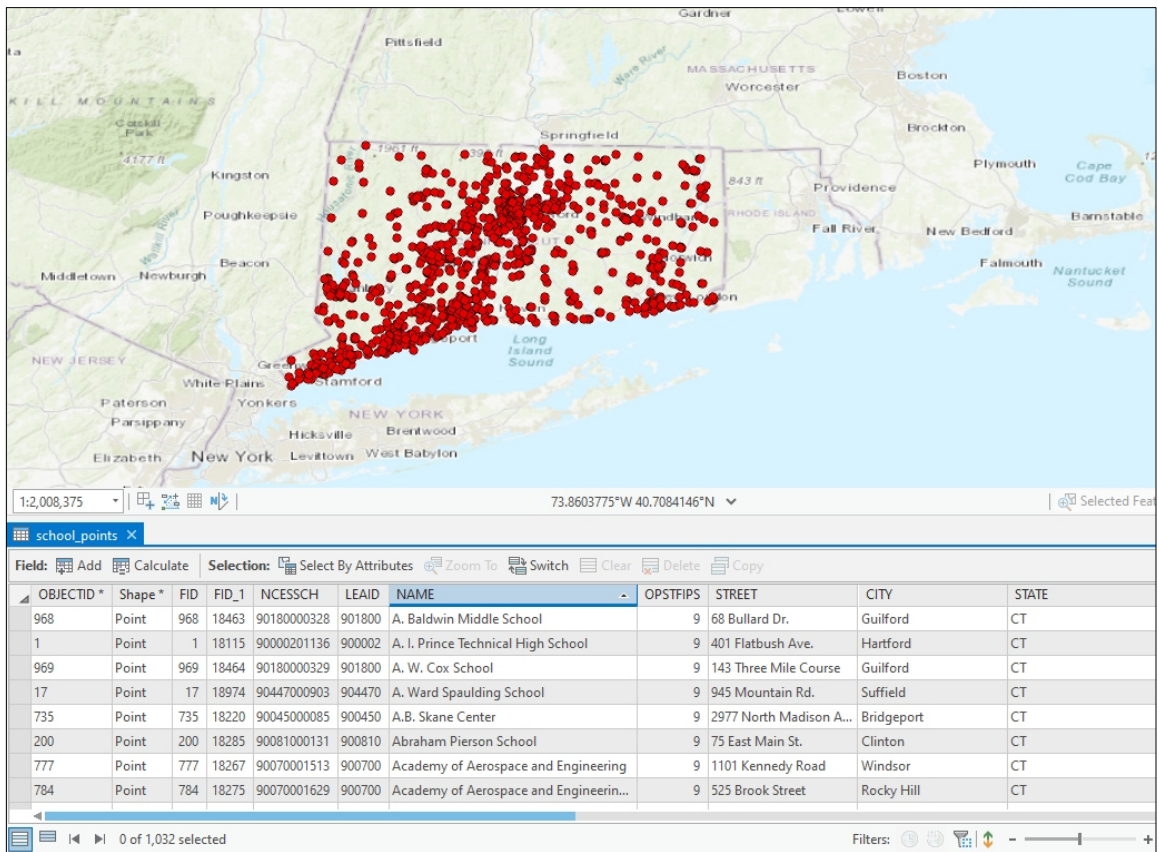 Gardner
Pittsfield
Ware River
MASSACHUSETTS
Boston
Worcester
KILL MOUNTAINS
Catskill
Park
Brockton
Springfield
1961 ft
4177 ft
Plymouth
Cape
Cod Bay
Kingston
843 ft
Providence
Housatonic River
Poughkeepsie
RHODE ISLAND
Barnstable
Fall River
New Bedford
Wallkill River
Beacon
Falmouth
Middletown
Newburgh
Nantucket
Sound
Long
Island
Sound
NEW JERSEY
White Plains
Stamford
Paterson
Yonkers
NEW YORK
Parsippany
Hicksville
Brentwood
Elizabeth
New York
Levittown
West Babylon
1:2,008,375
73.8603775°W 40.7084146°N
Selected Feat
school_points
Field: Add Calculate Selection: Select By Attributes Zoom To Switch Clear Delete Copy
OBJECTID * Shape * FID FID_1 NCESSCH LEAID NAME OPSTFIPS STREET CITY STATE
968 Point 968 18463 90180000328 901800 A. Baldwin Middle School 9 68 Bullard Dr. Guilford CT
1 Point 1 18115 90000201136 900002 A. I. Prince Technical High School 9 401 Flatbush Ave. Hartford CT
969 Point 969 18464 90180000329 901800 A. W. Cox School 9 143 Three Mile Course Guilford CT
17 Point 17 18974 90447000903 904470 A. Ward Spaulding School 9 945 Mountain Rd. Suffield CT
735 Point 735 18220 90045000085 900450 A.B. Skane Center 9 2977 North Madison A... Bridgeport CT
200 Point 200 18285 90081000131 900810 Abraham Pierson School 9 75 East Main St. Clinton CT
777 Point 777 18267 90070001513 900700 Academy of Aerospace and Engineering 9 1101 Kennedy Road Windsor CT
784 Point 784 18275 90070001629 900700 Academy of Aerospace and Engineerin... 9 525 Brook Street Rocky Hill CT
0 of 1,032 selected
Filters: